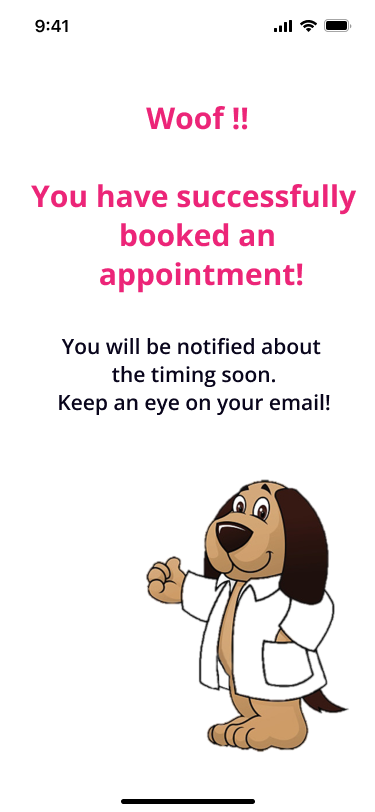 9:41
Woof !!
You have successfully
booked an
appointment!
You will be notified about
the timing soon.
Keep an eye on your email!